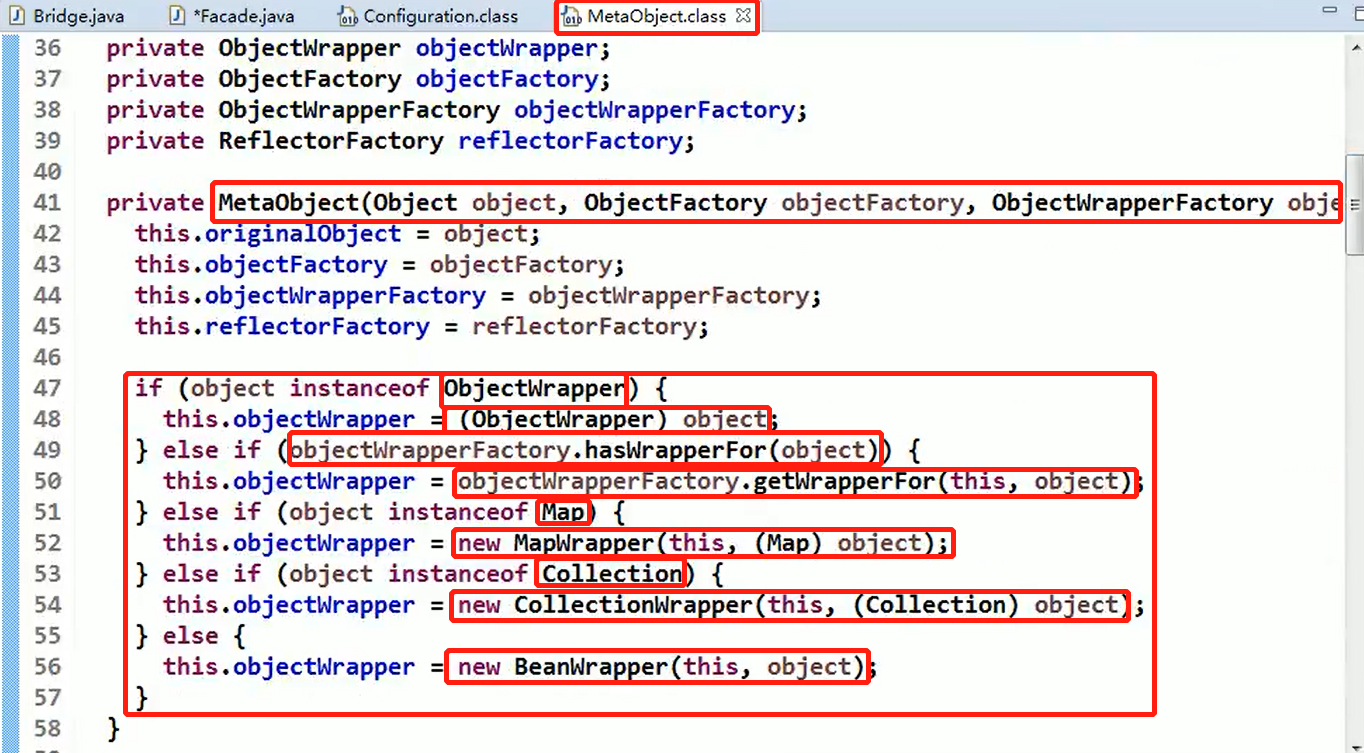 Bridge.java *Facade.java Configuration.class MetaObject.class
36 private ObjectWrapper objectWrapper;
37 private ObjectFactory objectFactory;
38 private ObjectWrapperFactory objectWrapperFactory;
39 private ReflectorFactory reflectorFactory;
40
41 private MetaObject(Object object, ObjectFactory objectFactory, ObjectWrapperFactory obje
42 this.originalObject = object;
43 this.objectFactory = objectFactory;
44 this.objectWrapperFactory = objectWrapperFactory;
45 this.reflectorFactory = reflectorFactory;
46
47 if (object instanceof ObjectWrapper) {
48 this.objectWrapper = (ObjectWrapper) object;
49 } else if (objectWrapperFactory.hasWrapperFor(object)) {
50 this.objectWrapper = objectWrapperFactory.getWrapperFor(this, object);
51 } else if (object instanceof Map) {
52 this.objectWrapper = new MapWrapper(this, (Map) object);
53 } else if (object instanceof Collection) {
54 this.objectWrapper = new CollectionWrapper(this, (Collection) object);
55 } else {
56 this.objectWrapper = new BeanWrapper(this, object);
57 }
58 }